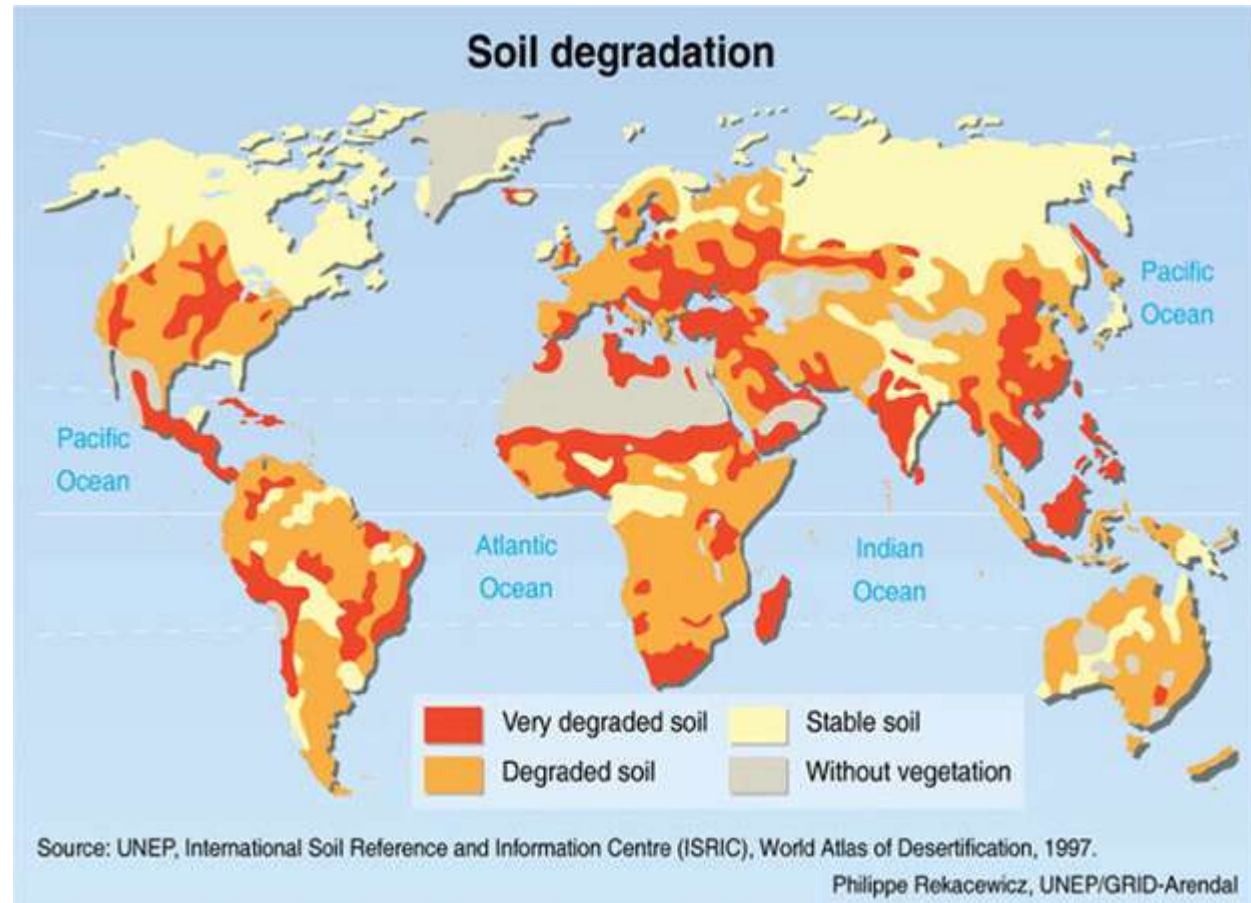 Soil degradation
Pacific
Ocean
Pacific
Ocean
Atlantic
Ocean
Indian
Ocean
Very degraded soil
Stable soil
Degraded soil
Without vegetation
Source: UNEP, International Soil Reference and Information Centre (ISRIC), World Atlas of Desertification, 1997.
Philippe Rekacewicz, UNEP/GRID-Arendal